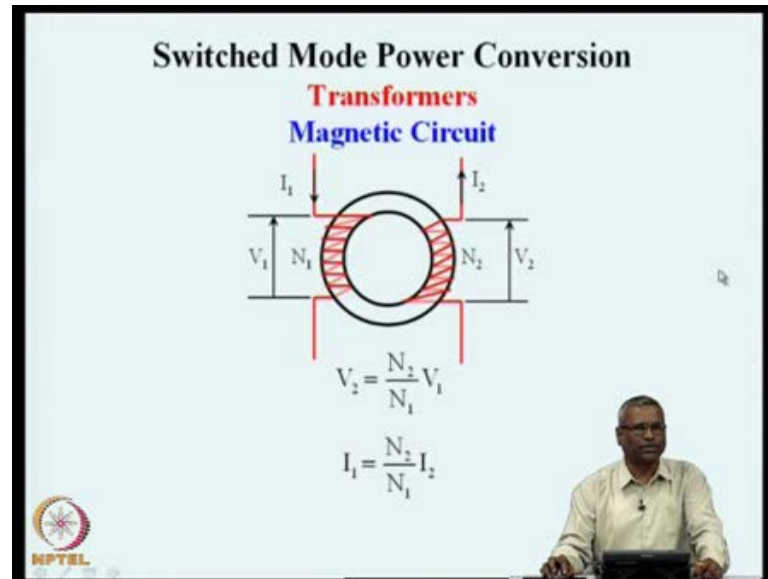 Switched Mode Power Conversion
Transformers
Magnetic Circuit
I₁ I₂
V₁ N₁ N₂ V₂
V₂ = N₂/N₁ V₁
I₁ = N₂/N₁ I₂
NPTEL